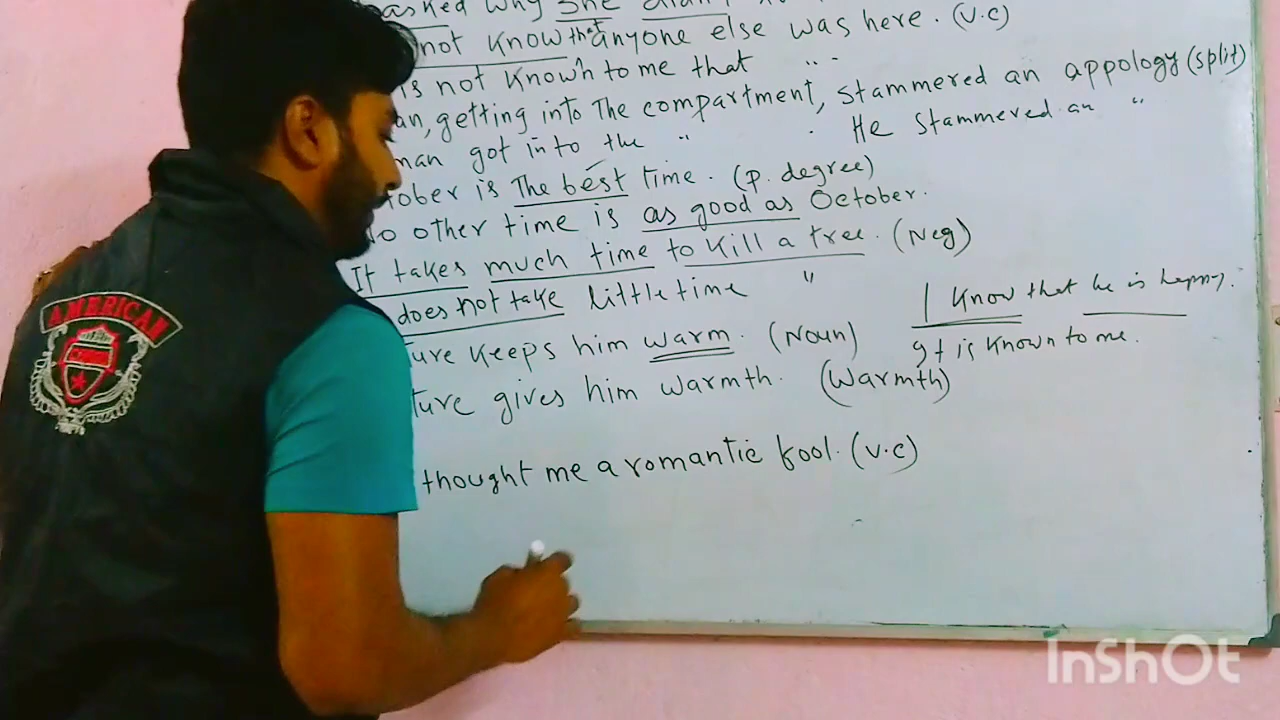 asked why she
not know that anyone else was here. (v.c)
is not known to me that " "
an, getting into the compartment, stammered an appology (split)
man got into the " . He stammered an "
tober is the best time. (p. degree)
No other time is as good as October.
It takes much time to kill a tree. (Neg)
does not take little time "
I know that he is happy.
ture keeps him warm. (Noun)
It is known to me.
ture gives him warmth. (Warmth)
thought me a romantic fool. (v.c)
AMERICAN
InShOt